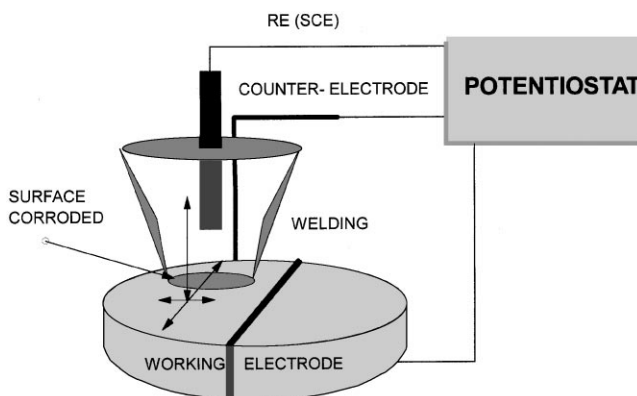 RE (SCE)
COUNTER- ELECTRODE
POTENTIOSTAT
SURFACE
CORRODED
WELDING
WORKING ELECTRODE